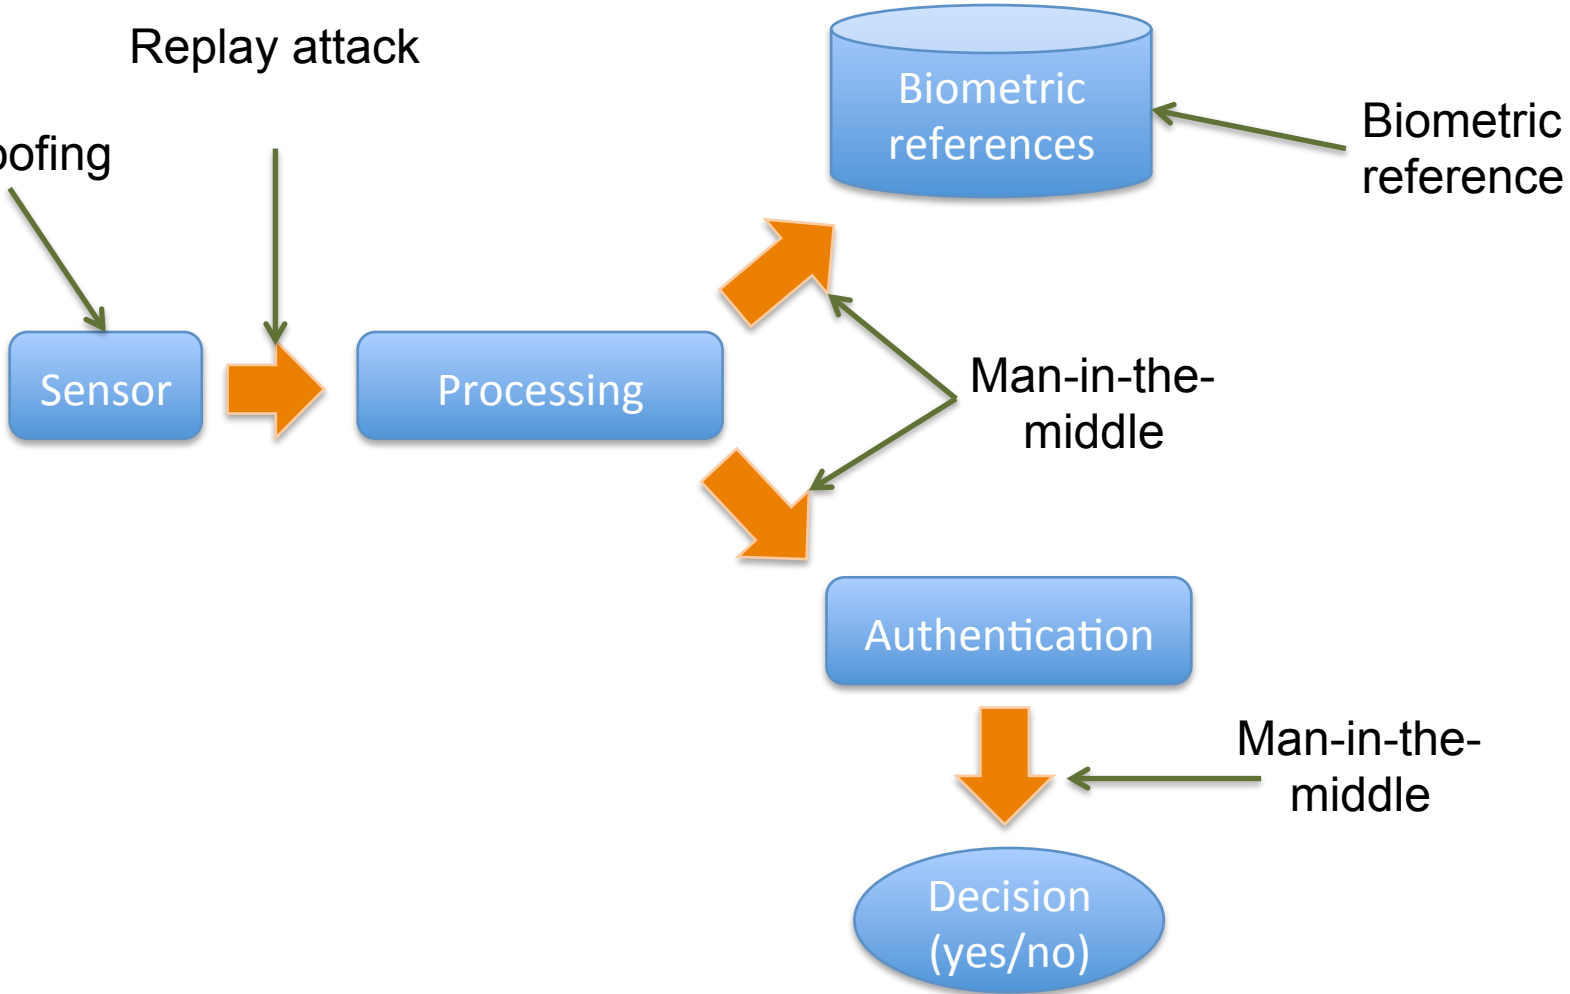 Replay attack
oofing
Biometric
references
Biometric
reference
Sensor
Processing
Man-in-the-
middle
Authentication
Man-in-the-
middle
Decision
(yes/no)